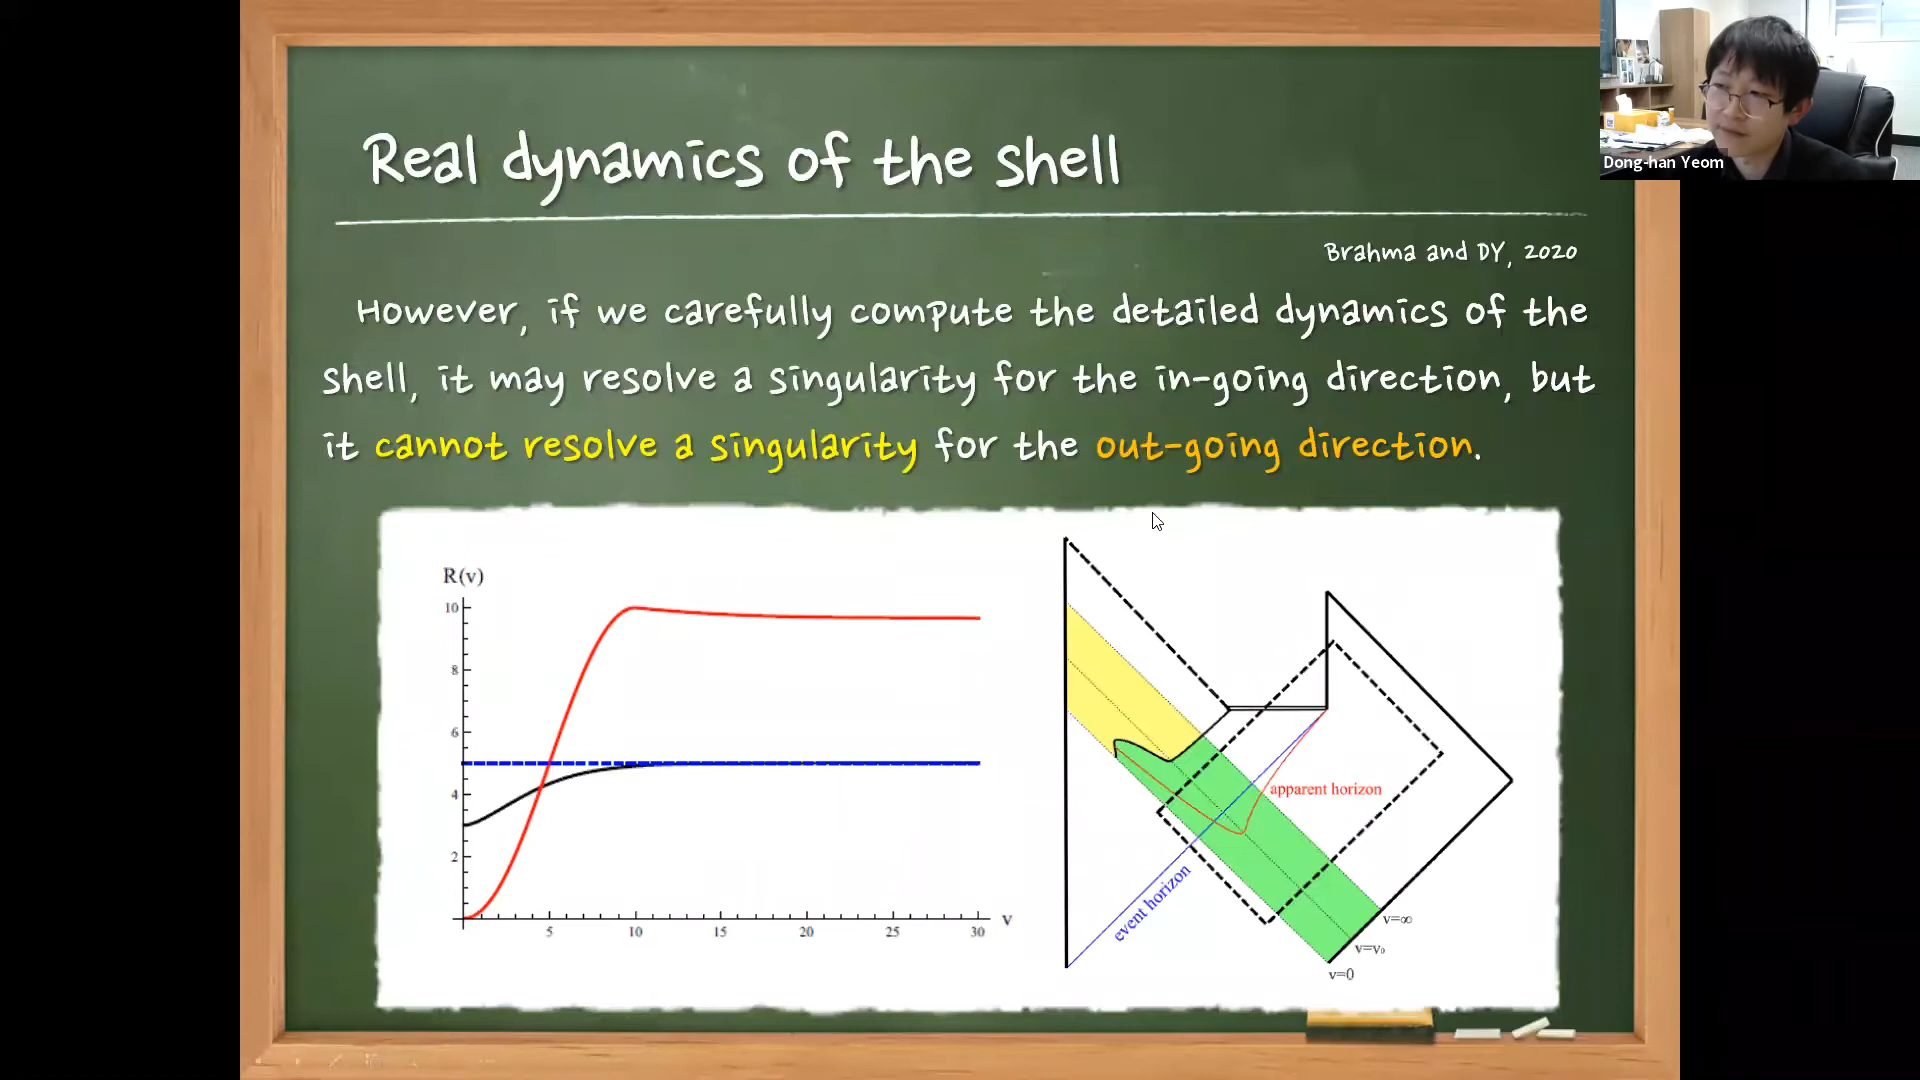 Real dynamics of the shell
Dong-han Yeom
Brahma and DY, 2020
However, if we carefully compute the detailed dynamics of the
shell, it may resolve a singularity for the in-going direction, but
it cannot resolve a singularity for the out-going direction.
R(v)
10
8
6
4
2
5 10 15 20 25 30
v
apparent horizon
event horizon
v=∞
v=v₀
v=0